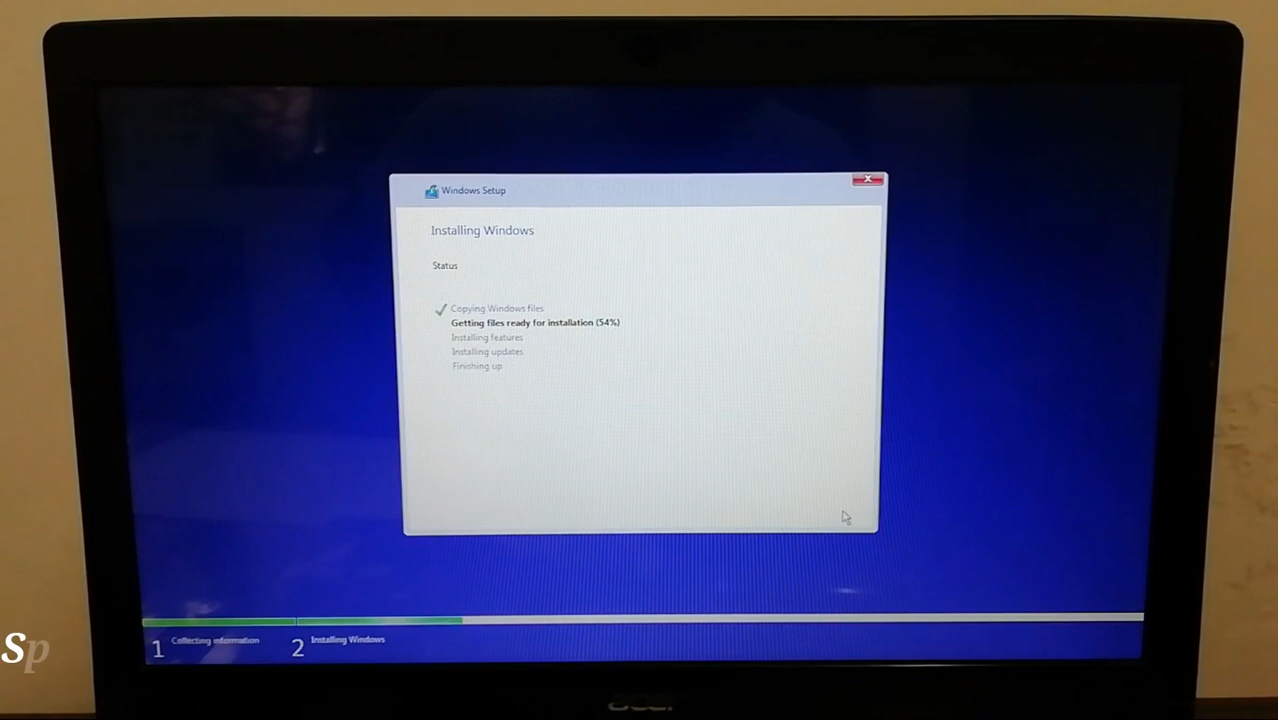 Windows Setup
Installing Windows
Status
Copying Windows files
Getting files ready for installation (54%)
Installing features
Installing updates
Finishing up
1 Collecting information
2 Installing Windows
Sp
acer